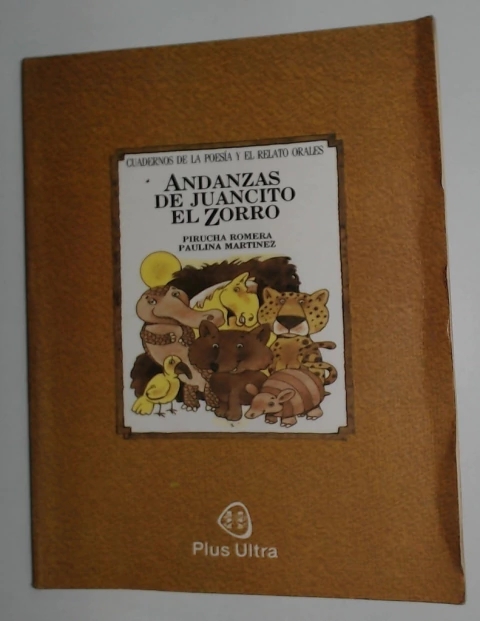 CUADERNOS DE LA POESÍA Y EL RELATO ORALES
ANDANZAS
DE JUANCITO
EL ZORRO
PIRUCHA ROMERA
PAULINA MARTINEZ
Plus Ultra